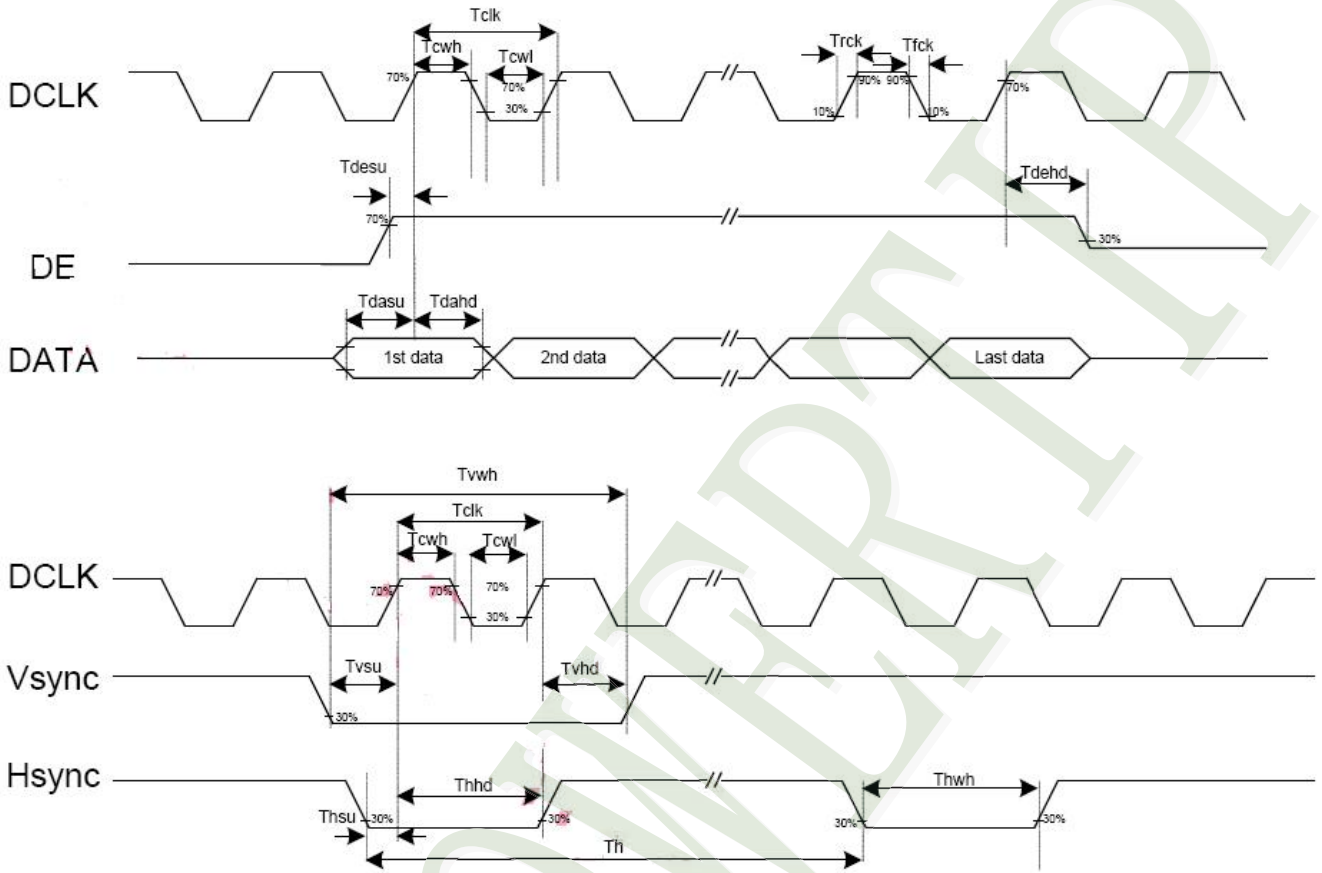 Tclk
Tcwh Tcwl Trck Tfck
DCLK 70% 70% 30% 10% 90% 90% 10% 70%
Tdesu Tdehd
DE 70% 30%
Tdasu Tdahd
DATA 1st data 2nd data Last data
Tvwh
Tclk
Tcwh Tcwl
DCLK 70% 70% 70% 30%
Vsync Tvsu Tvhd
30%
Hsync Thhd Thwh
Thsu 30% 30% 30% 30%
Th
OWERTIP